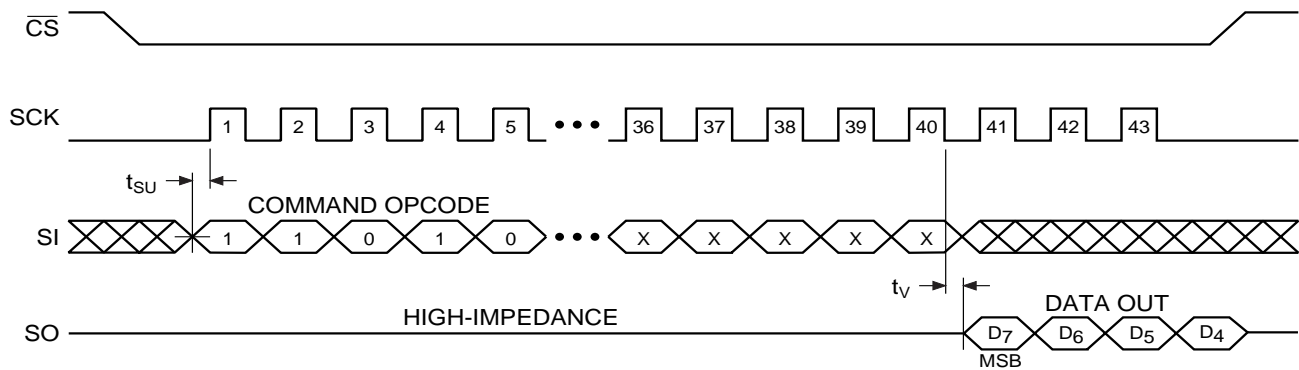 CS
SCK 1 2 3 4 5 ••• 36 37 38 39 40 41 42 43
tSU
COMMAND OPCODE
SI 1 1 0 1 0 ••• X X X X X
tV
HIGH-IMPEDANCE
DATA OUT
SO D7 D6 D5 D4
MSB